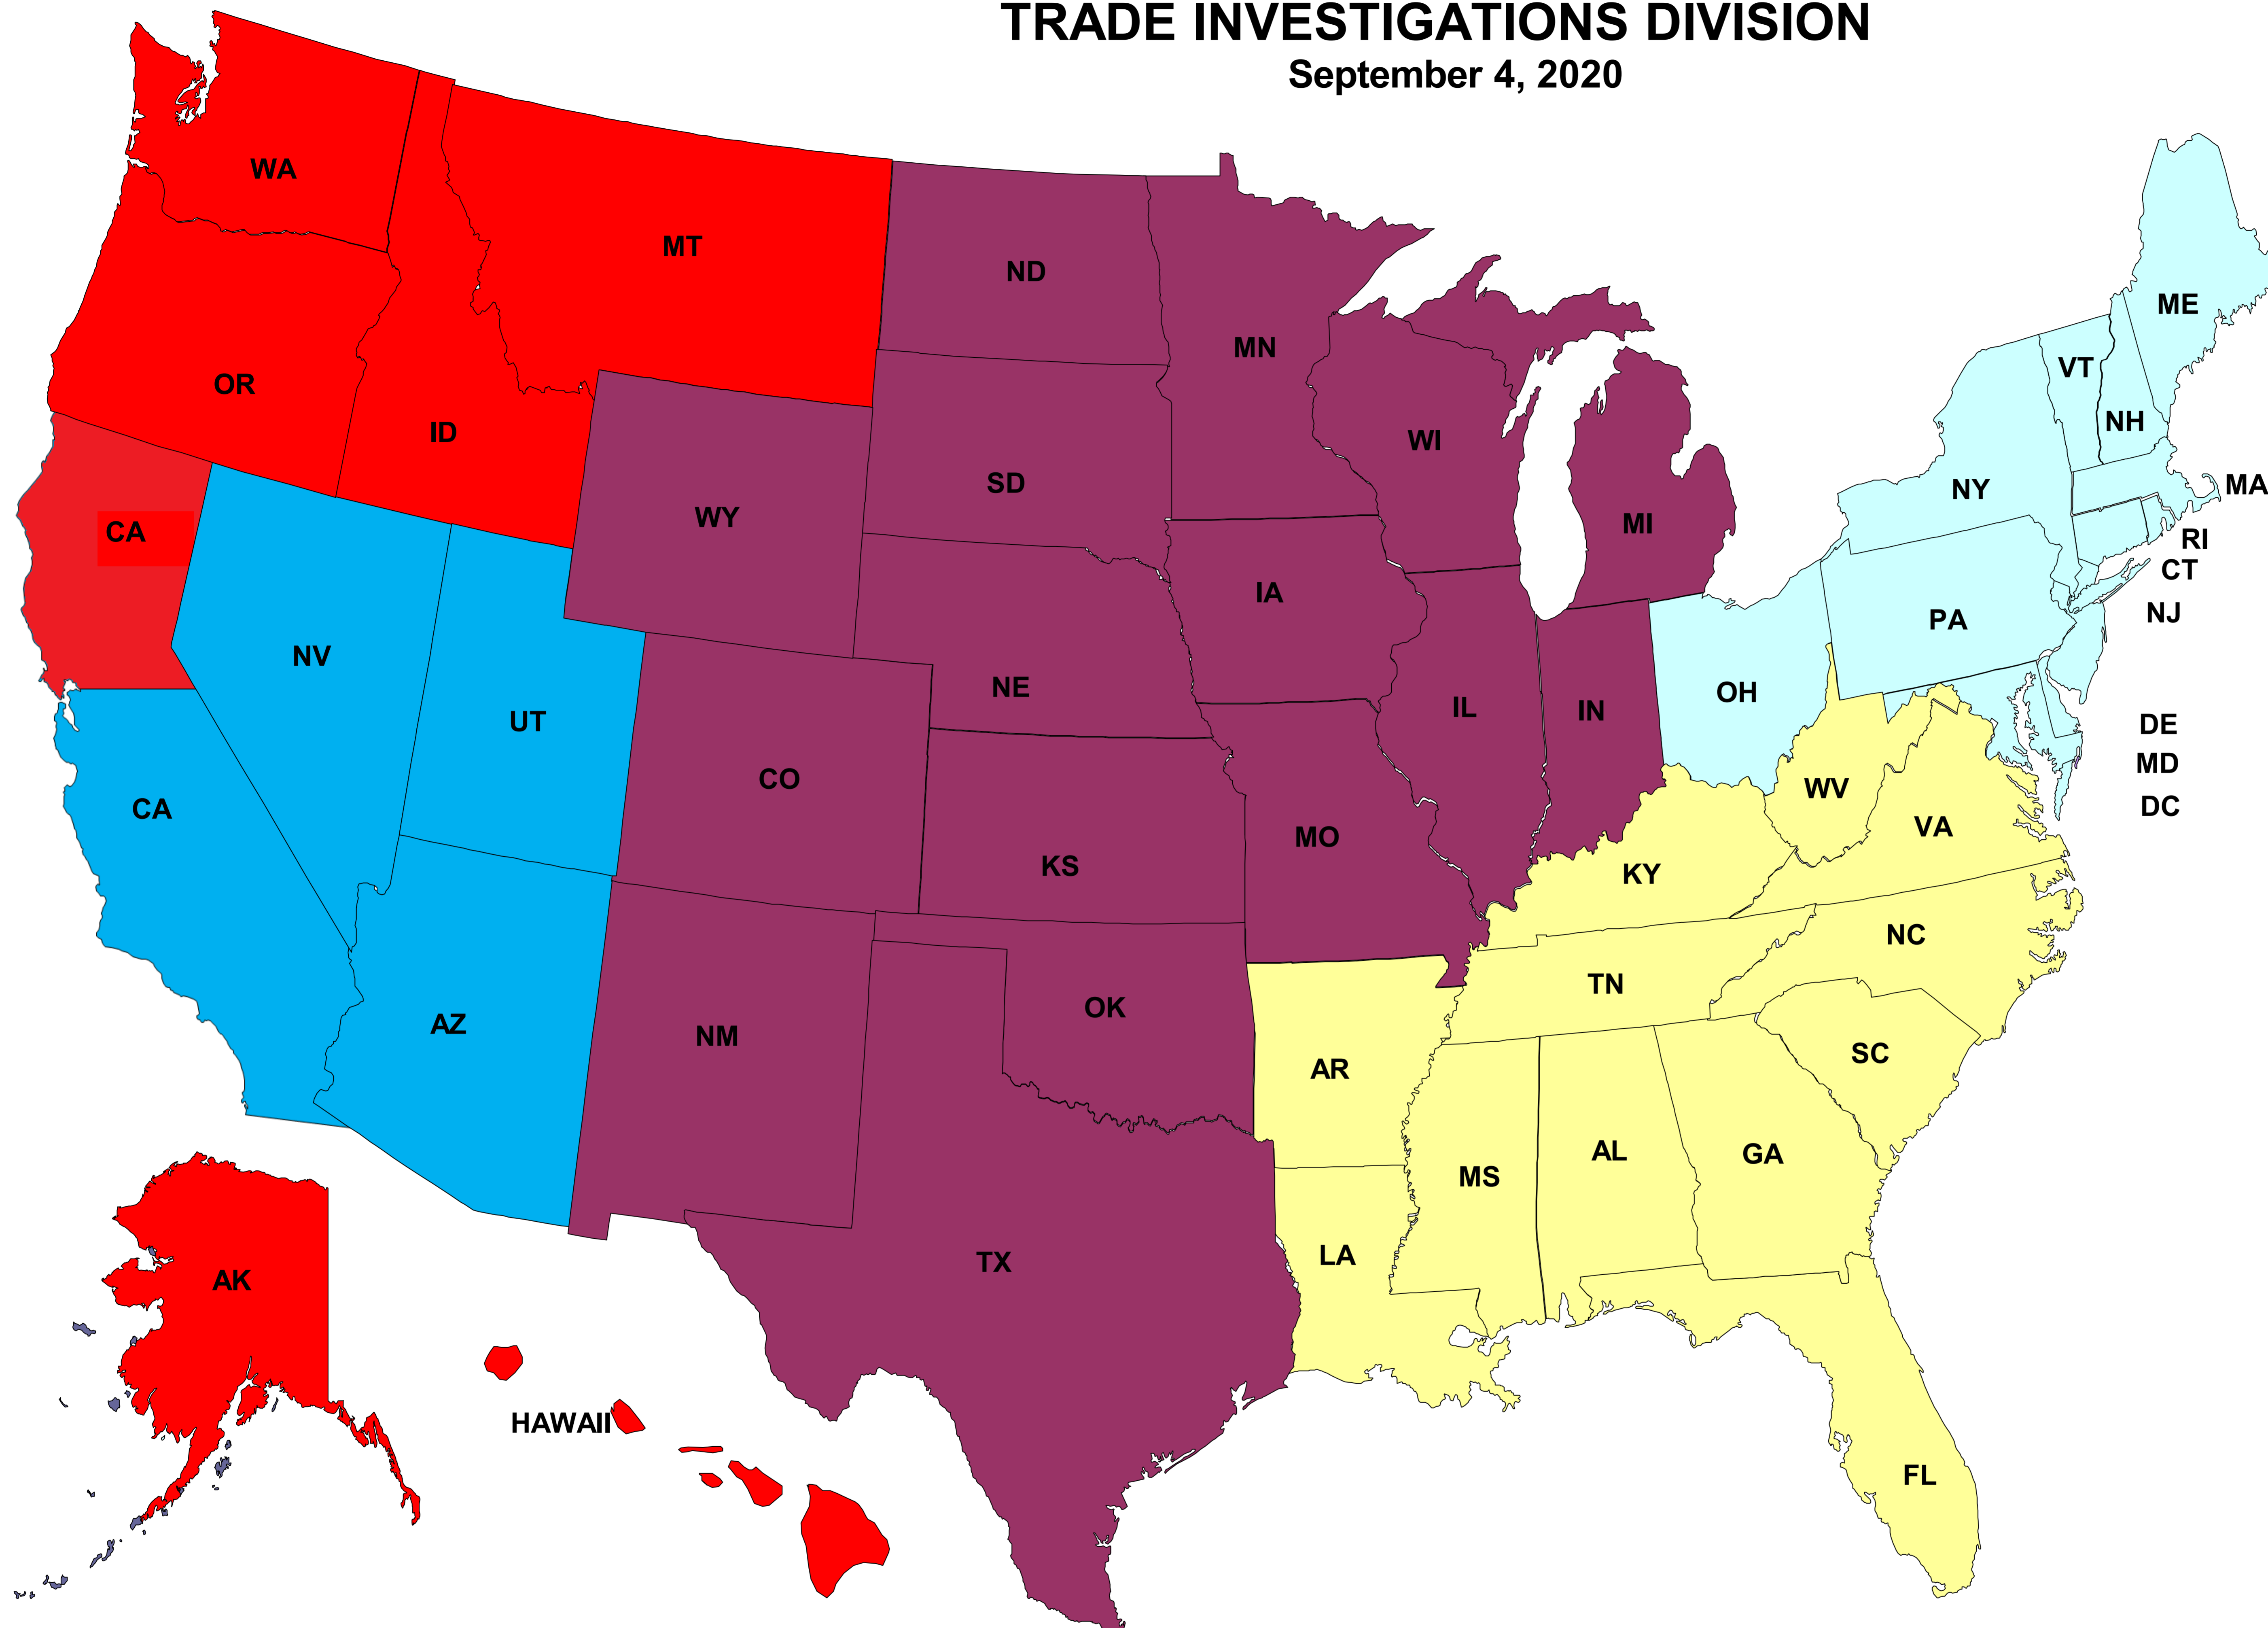 TRADE INVESTIGATIONS DIVISION
September 4, 2020
WA
MT
ND
MN
ME
VT
NH
OR
ID
WI
SD
NY
MA
WY
MI
CA
RI
CT
IA
NJ
PA
NV
NE
OH
IL
IN
UT
DE
MD
CO
WV
DC
CA
VA
MO
KS
KY
NC
TN
OK
AZ
NM
SC
AR
AL
GA
MS
LA
TX
AK
HAWAII
FL